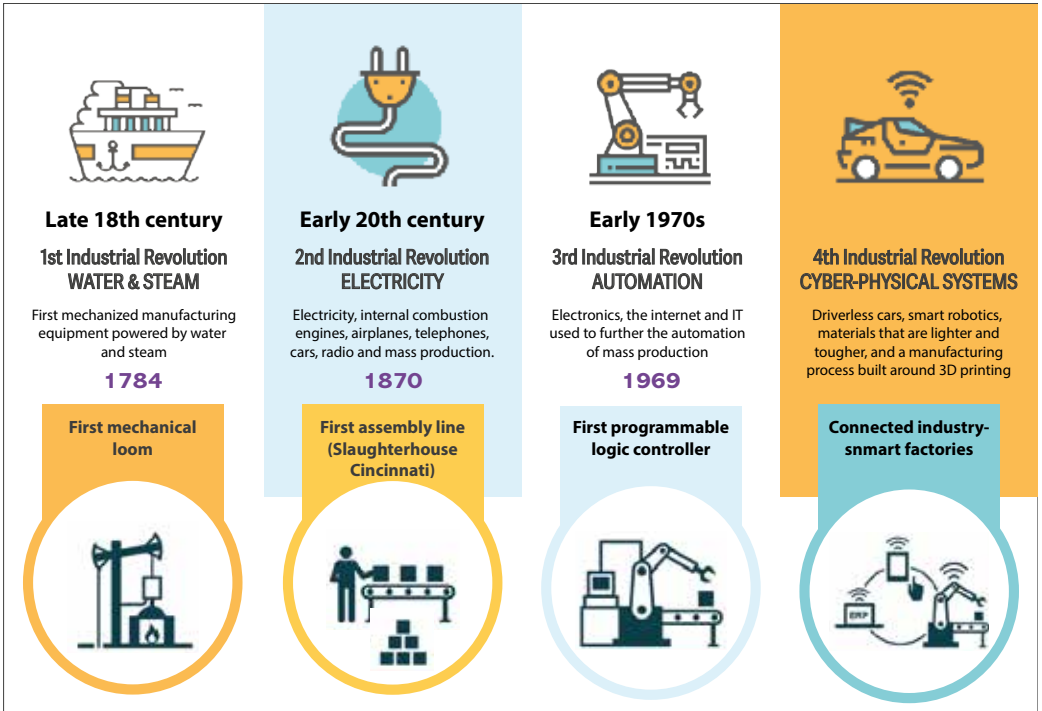 Late 18th century
1st Industrial Revolution
WATER & STEAM
First mechanized manufacturing
equipment powered by water
and steam
1784
First mechanical
loom
Early 20th century
2nd Industrial Revolution
ELECTRICITY
Electricity, internal combustion
engines, airplanes, telephones,
cars, radio and mass production.
1870
First assembly line
(Slaughterhouse
Cincinnati)
Early 1970s
3rd Industrial Revolution
AUTOMATION
Electronics, the internet and IT
used to further the automation
of mass production
1969
First programmable
logic controller
4th Industrial Revolution
CYBER-PHYSICAL SYSTEMS
Driverless cars, smart robotics,
materials that are lighter and
tougher, and a manufacturing
process built around 3D printing
Connected industry-
snmart factories
ERP